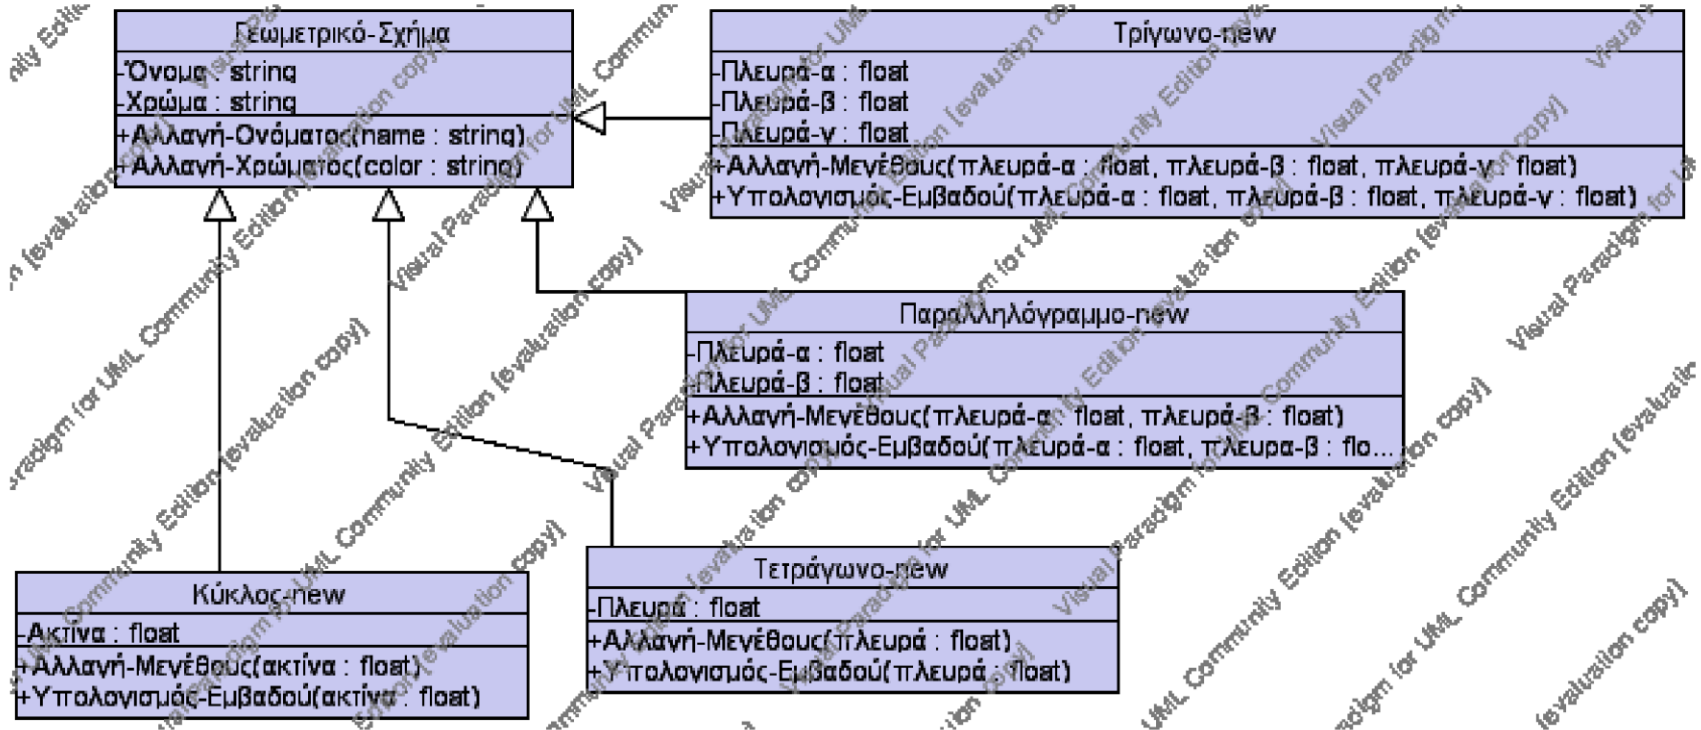 Γεωμετρικό-Σχήμα
-Όνομα : string
-Χρώμα : string
+Αλλαγή-Ονόματος(name : string)
+Αλλαγή-Χρώματος(color : string)
Τρίγωνο-new
-Πλευρά-α : float
-Πλευρά-β : float
-Πλευρά-γ : float
+Αλλαγή-Μεγέθους(πλευρά-α : float, πλευρά-β : float, πλευρά-γ : float)
+Υπολογισμός-Εμβαδού(πλευρά-α : float, πλευρά-β : float, πλευρά-γ : float)
Παραλληλόγραμμο-new
-Πλευρά-α : float
-Πλευρά-β : float
+Αλλαγή-Μεγέθους(πλευρά-α : float, πλευρά-β : float)
+Υπολογισμός-Εμβαδού(πλευρά-α : float, πλευρα-β : flo...
Τετράγωνο-new
-Πλευρά : float
+Αλλαγή-Μεγέθους(πλευρά : float)
+Υπολογισμός-Εμβαδού(πλευρά : float)
Κύκλος-new
-Ακτίνα : float
+Αλλαγή-Μεγέθους(ακτίνα : float)
+Υπολογισμός-Εμβαδού(ακτίνα : float)
Visual Paradigm for UML Community Edition [evaluation copy]